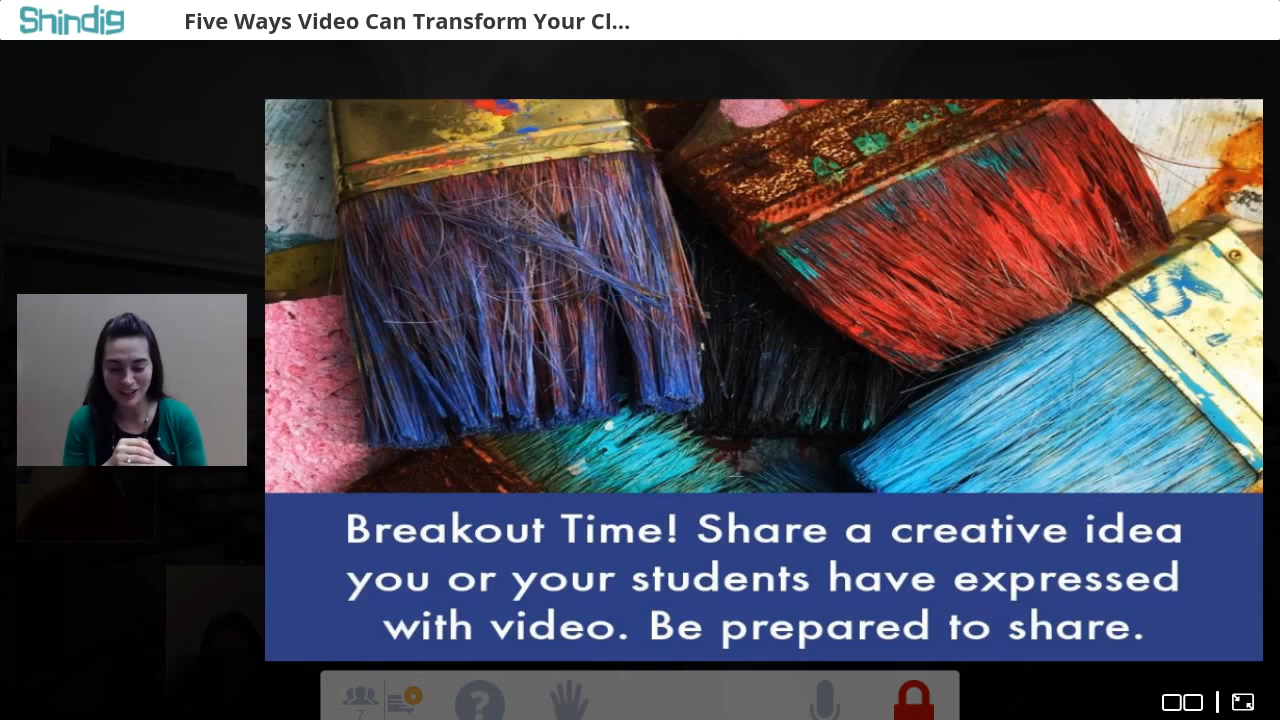 Shindig
Five Ways Video Can Transform Your Cl...
Breakout Time! Share a creative idea
you or your students have expressed
with video. Be prepared to share.
7
?